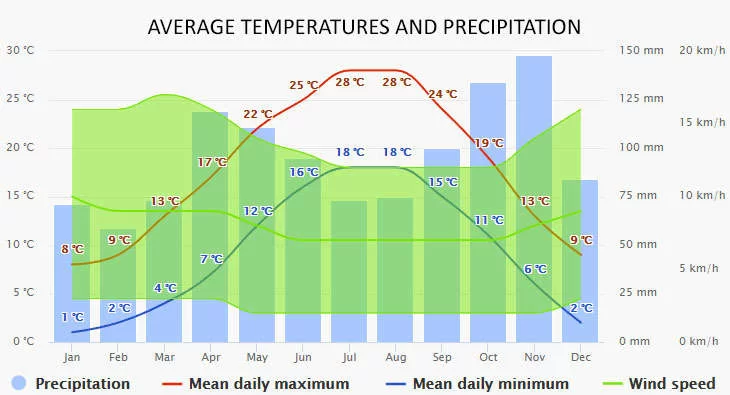 AVERAGE TEMPERATURES AND PRECIPITATION
30 °C 150 mm 20 km/h
28 °C 28 °C
25 °C
25 °C 24 °C 125 mm
22 °C 15 km/h
19 °C
20 °C 18 °C 18 °C 100 mm
17 °C
16 °C
15 °C 15 °C 75 mm 10 km/h
13 °C 13 °C
12 °C
11 °C
10 °C 8 °C 9 °C 9 °C 50 mm
7 °C
6 °C 5 km/h
5 °C 4 °C 25 mm
1 °C 2 °C 2 °C
0 °C 0 mm 0 km/h
Jan Feb Mar Apr May Jun Jul Aug Sep Oct Nov Dec
Precipitation Mean daily maximum Mean daily minimum Wind speed